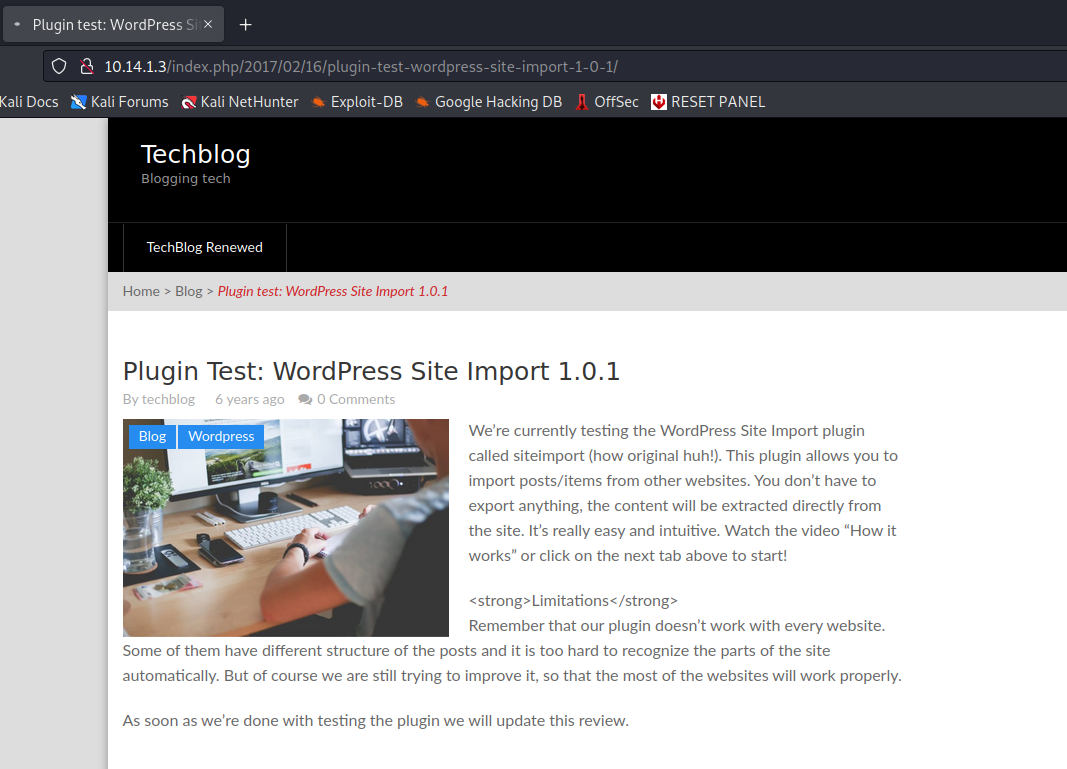 Plugin test: WordPress Si
10.14.1.3/index.php/2017/02/16/plugin-test-wordpress-site-import-1-0-1/
Kali Docs Kali Forums Kali NetHunter Exploit-DB Google Hacking DB OffSec RESET PANEL
Techblog
Blogging tech
TechBlog Renewed
Home > Blog > Plugin test: WordPress Site Import 1.0.1
Plugin Test: WordPress Site Import 1.0.1
By techblog 6 years ago 0 Comments
Blog Wordpress
We’re currently testing the WordPress Site Import plugin
called siteimport (how original huh!). This plugin allows you to
import posts/items from other websites. You don’t have to
export anything, the content will be extracted directly from
the site. It’s really easy and intuitive. Watch the video “How it
works” or click on the next tab above to start!
<strong>Limitations</strong>
Remember that our plugin doesn’t work with every website.
Some of them have different structure of the posts and it is too hard to recognize the parts of the site
automatically. But of course we are still trying to improve it, so that the most of the websites will work properly.
As soon as we’re done with testing the plugin we will update this review.